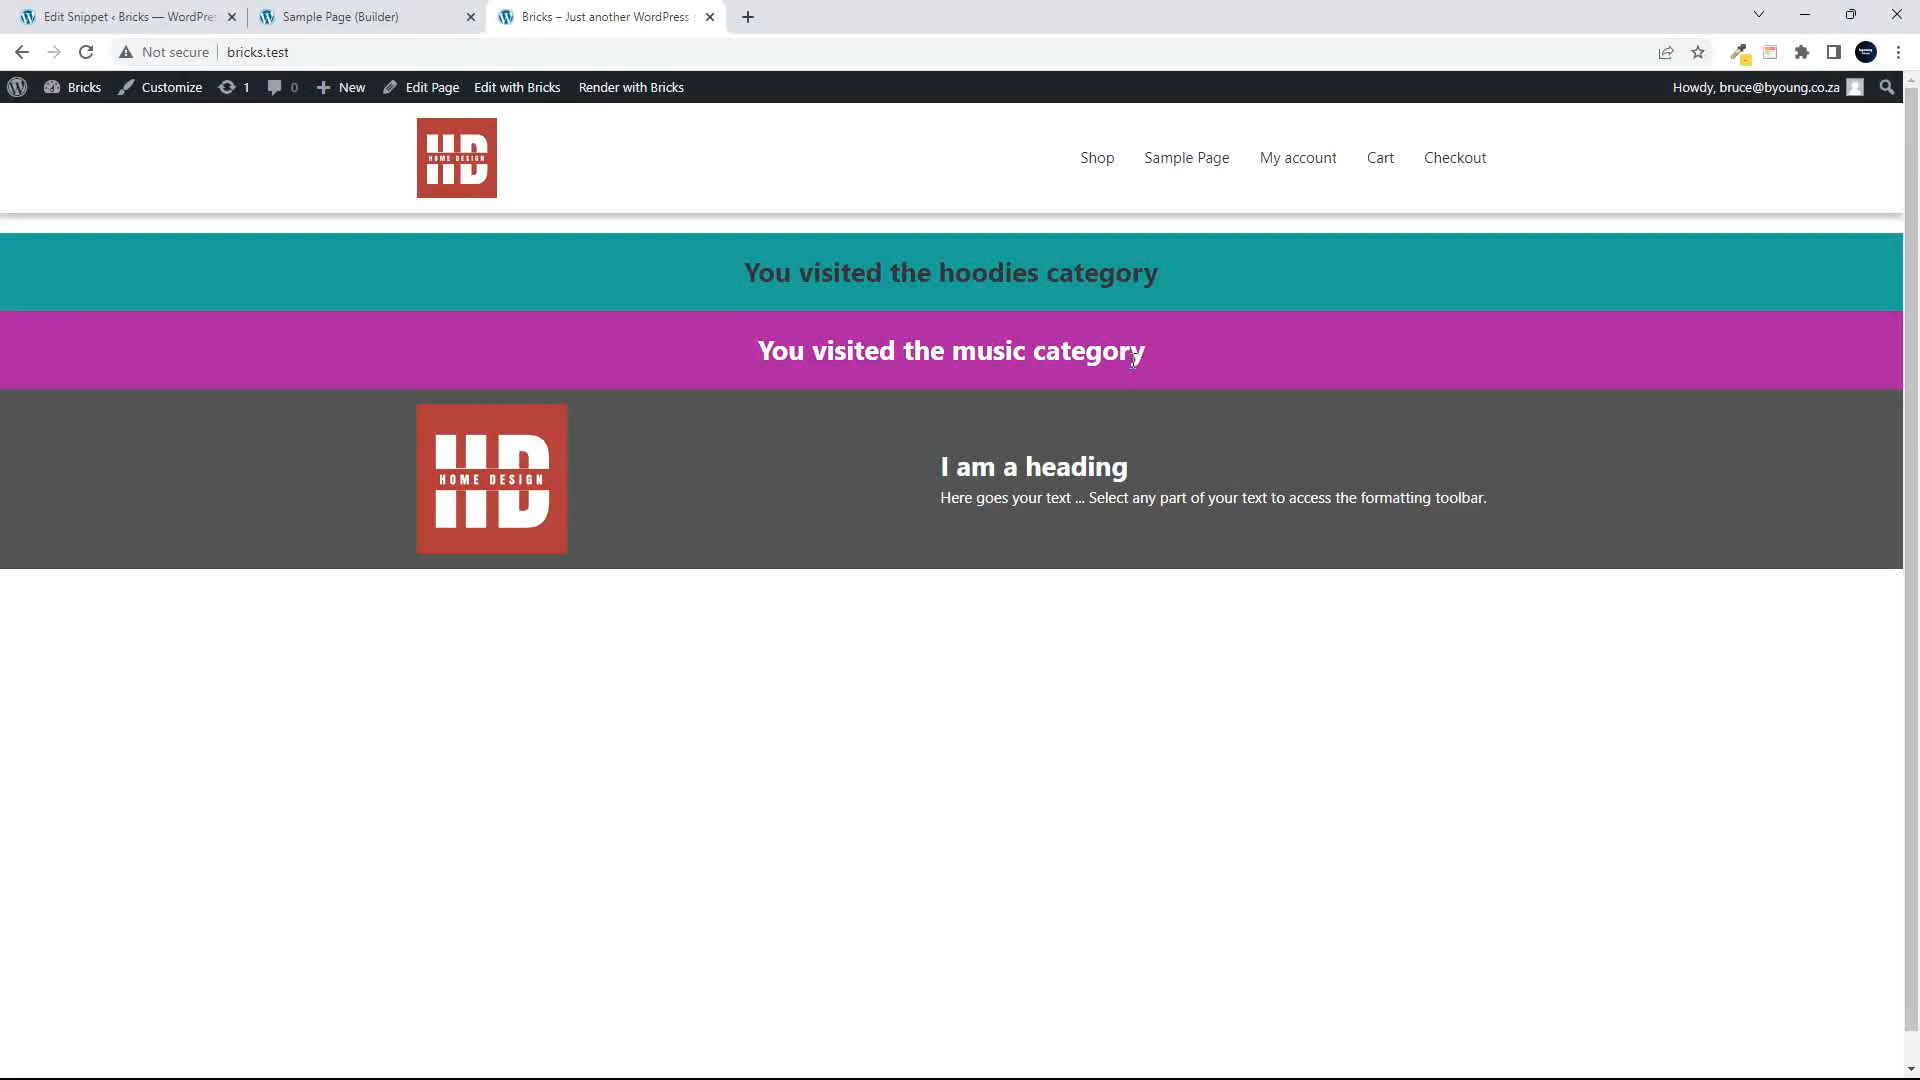 Edit Snippet ‹ Bricks — WordPre
Sample Page (Builder)
Bricks – Just another WordPress
Not secure
bricks.test
Bricks
Customize
1
0
New
Edit Page
Edit with Bricks
Render with Bricks
Howdy, bruce@byoung.co.za
HD
HOME DESIGN
Shop
Sample Page
My account
Cart
Checkout
You visited the hoodies category
You visited the music category
HD
HOME DESIGN
I am a heading
Here goes your text ... Select any part of your text to access the formatting toolbar.